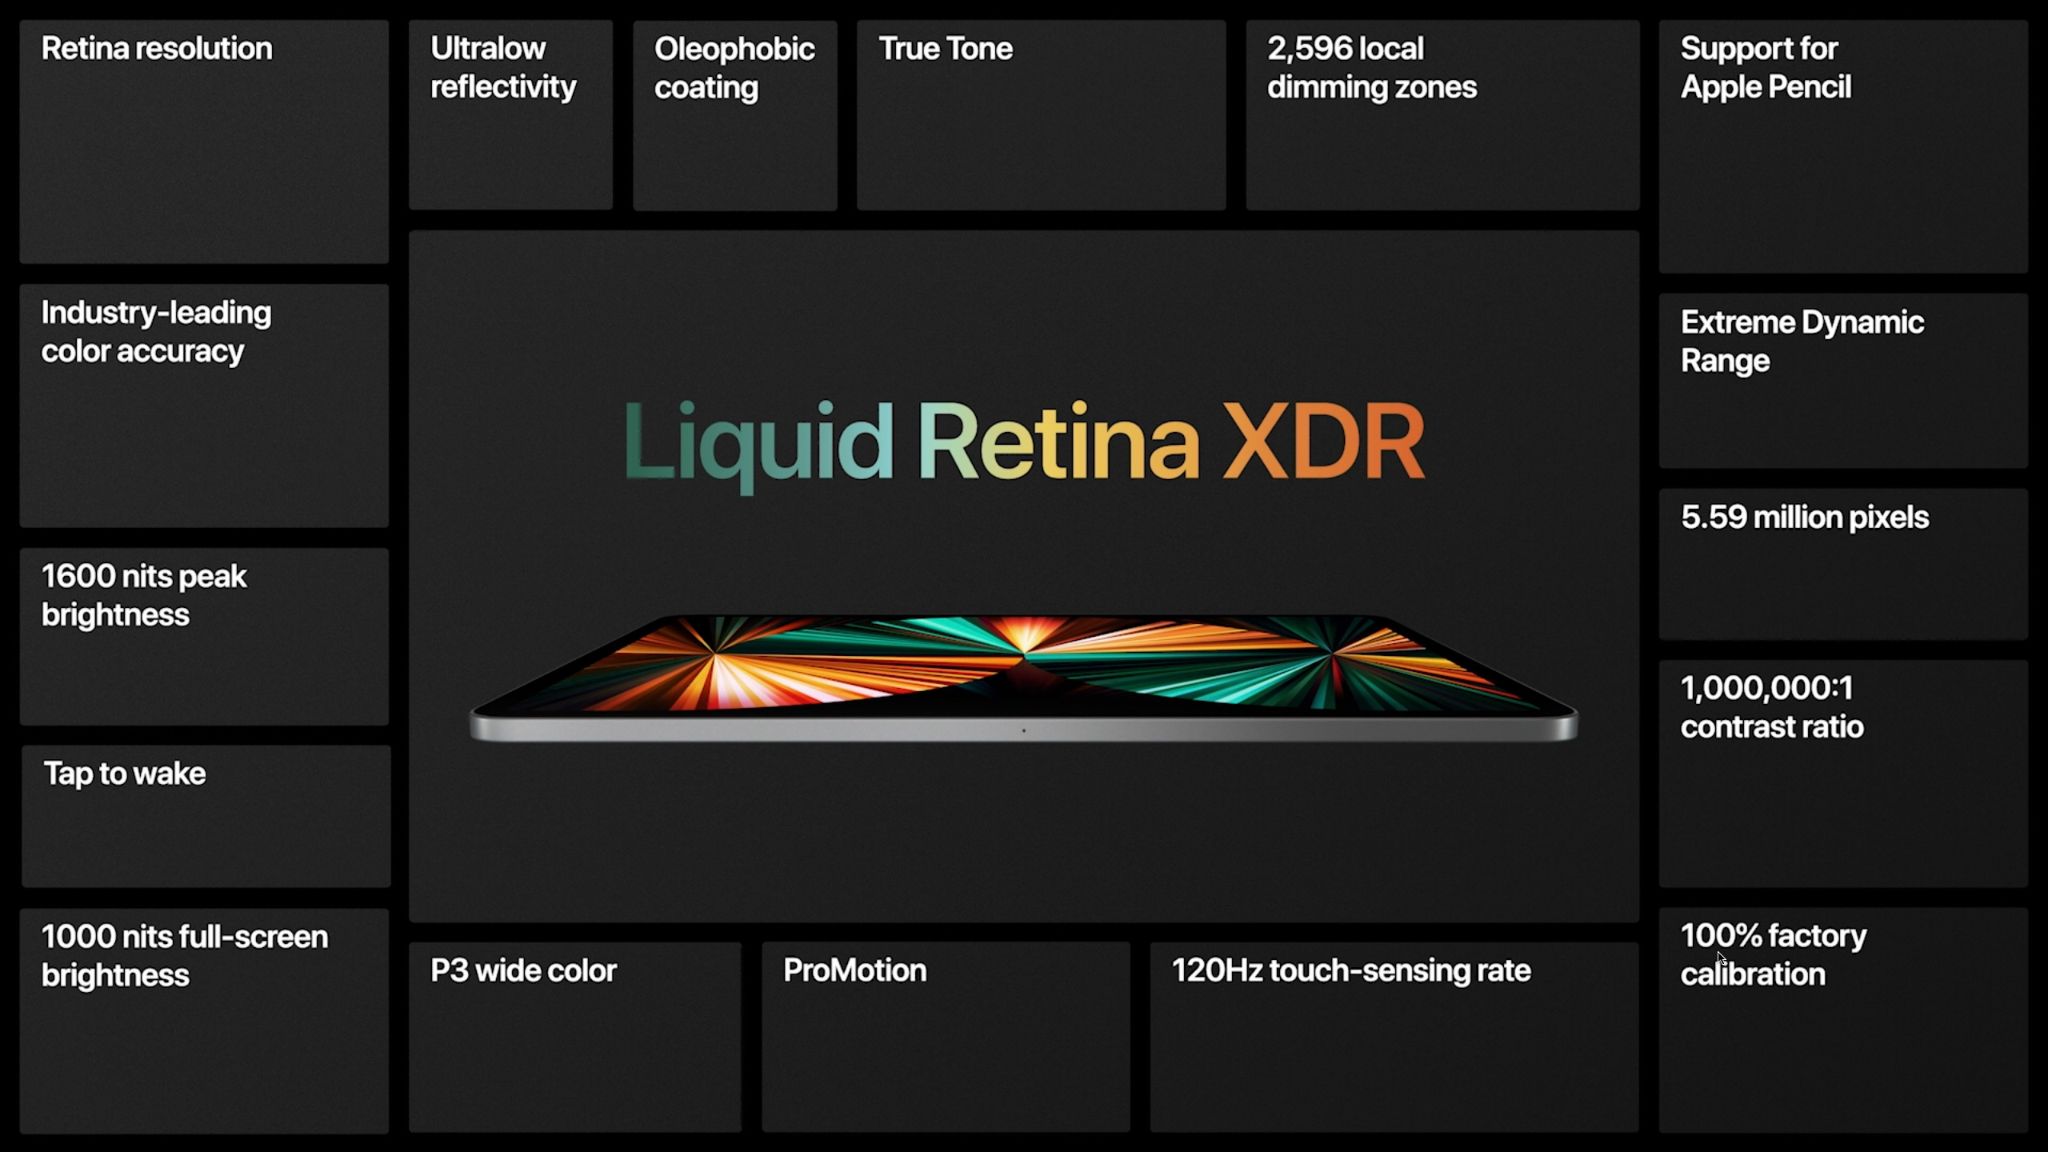 Retina resolution
Ultralow
reflectivity
Oleophobic
coating
True Tone
2,596 local
dimming zones
Support for
Apple Pencil
Industry-leading
color accuracy
Liquid Retina XDR
Extreme Dynamic
Range
5.59 million pixels
1600 nits peak
brightness
1,000,000:1
contrast ratio
Tap to wake
1000 nits full-screen
brightness
P3 wide color
ProMotion
120Hz touch-sensing rate
100% factory
calibration